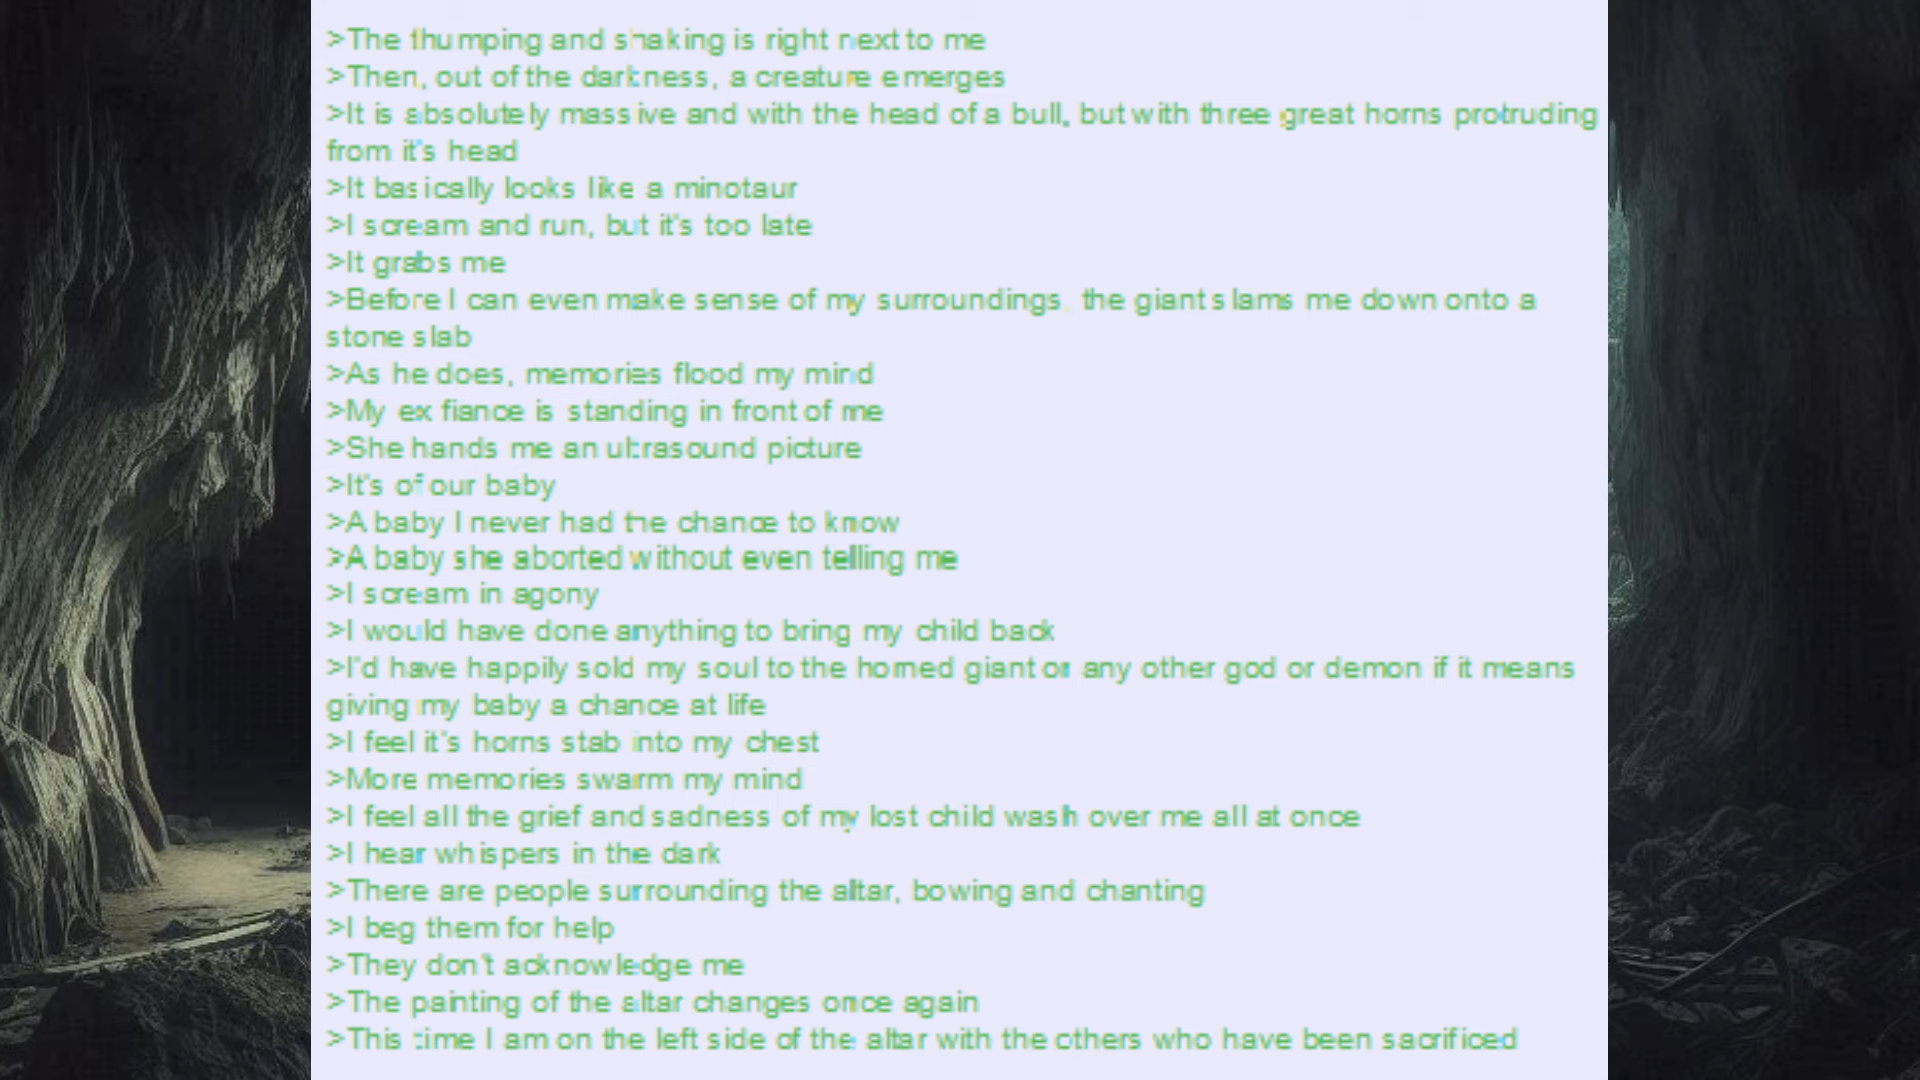 >The thumping and shaking is right next to me
>Then, out of the darkness, a creature emerges
>It is absolutely massive and with the head of a bull, but with three great horns protruding
from it's head
>It basically looks like a minotaur
>I scream and run, but it's too late
>It grabs me
>Before I can even make sense of my surroundings, the giant slams me down onto a
stone slab
>As he does, memories flood my mind
>My ex fiance is standing in front of me
>She hands me an ultrasound picture
>It's of our baby
>A baby I never had the chance to know
>A baby she aborted without even telling me
>I scream in agony
>I would have done anything to bring my child back
>I'd have happily sold my soul to the horned giant or any other god or demon if it means
giving my baby a chance at life
>I feel it's horns stab into my chest
>More memories swarm my mind
>I feel all the grief and sadness of my lost child wash over me all at once
>I hear whispers in the dark
>There are people surrounding the altar, bowing and chanting
>I beg them for help
>They don't acknowledge me
>The painting of the altar changes once again
>This time I am on the left side of the altar with the others who have been sacrificed